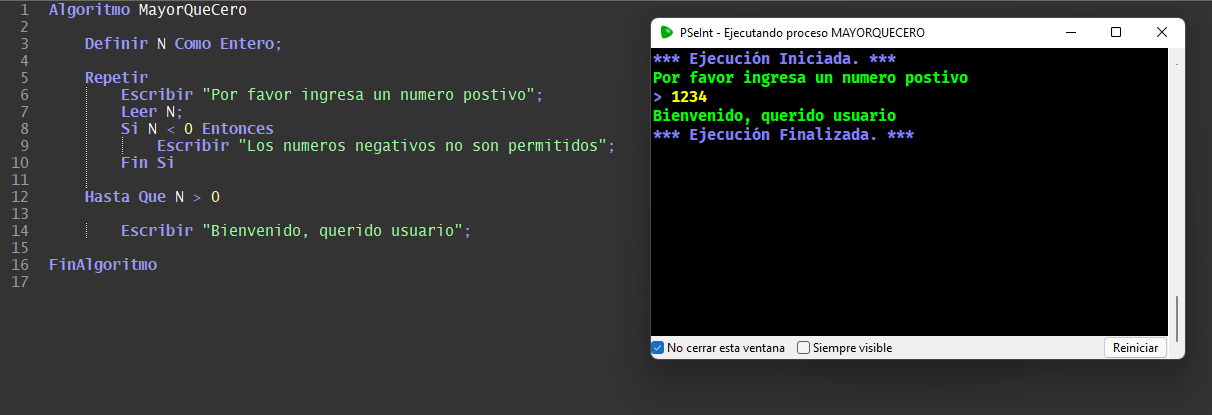 1 Algoritmo MayorQueCero
2
3 Definir N Como Entero;
4
5 Repetir
6 Escribir "Por favor ingresa un numero postivo";
7 Leer N;
8 Si N < 0 Entonces
9 Escribir "Los numeros negativos no son permitidos";
10 Fin Si
11
12 Hasta Que N > 0
13
14 Escribir "Bienvenido, querido usuario";
15
16 FinAlgoritmo
17
PSeInt - Ejecutando proceso MAYORQUECERO
*** Ejecución Iniciada. ***
Por favor ingresa un numero postivo
> 1234
Bienvenido, querido usuario
*** Ejecución Finalizada. ***
No cerrar esta ventana Siempre visible Reiniciar